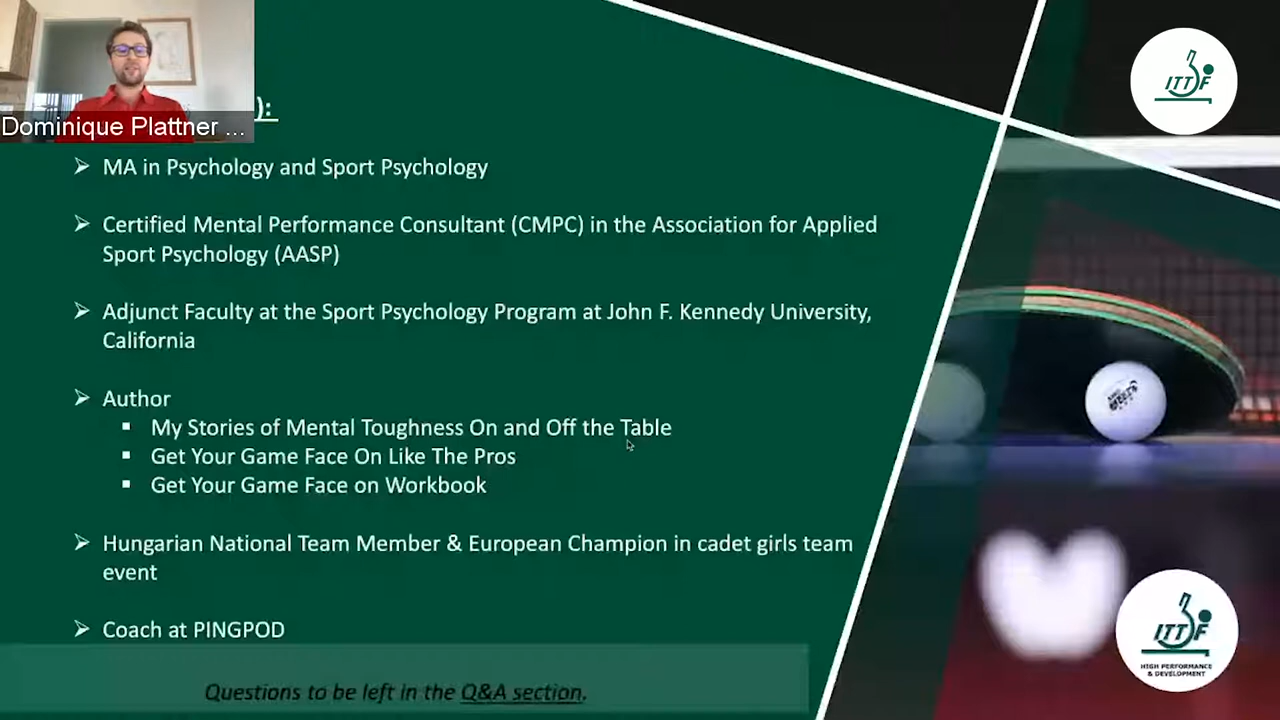 ):
Dominique Plattner ...
MA in Psychology and Sport Psychology
Certified Mental Performance Consultant (CMPC) in the Association for Applied
Sport Psychology (AASP)
Adjunct Faculty at the Sport Psychology Program at John F. Kennedy University,
California
Author
My Stories of Mental Toughness On and Off the Table
Get Your Game Face On Like The Pros
Get Your Game Face on Workbook
Hungarian National Team Member & European Champion in cadet girls team
event
Coach at PINGPOD
Questions to be left in the Q&A section.
ITTF
ITTF
HIGH PERFORMANCE
& DEVELOPMENT